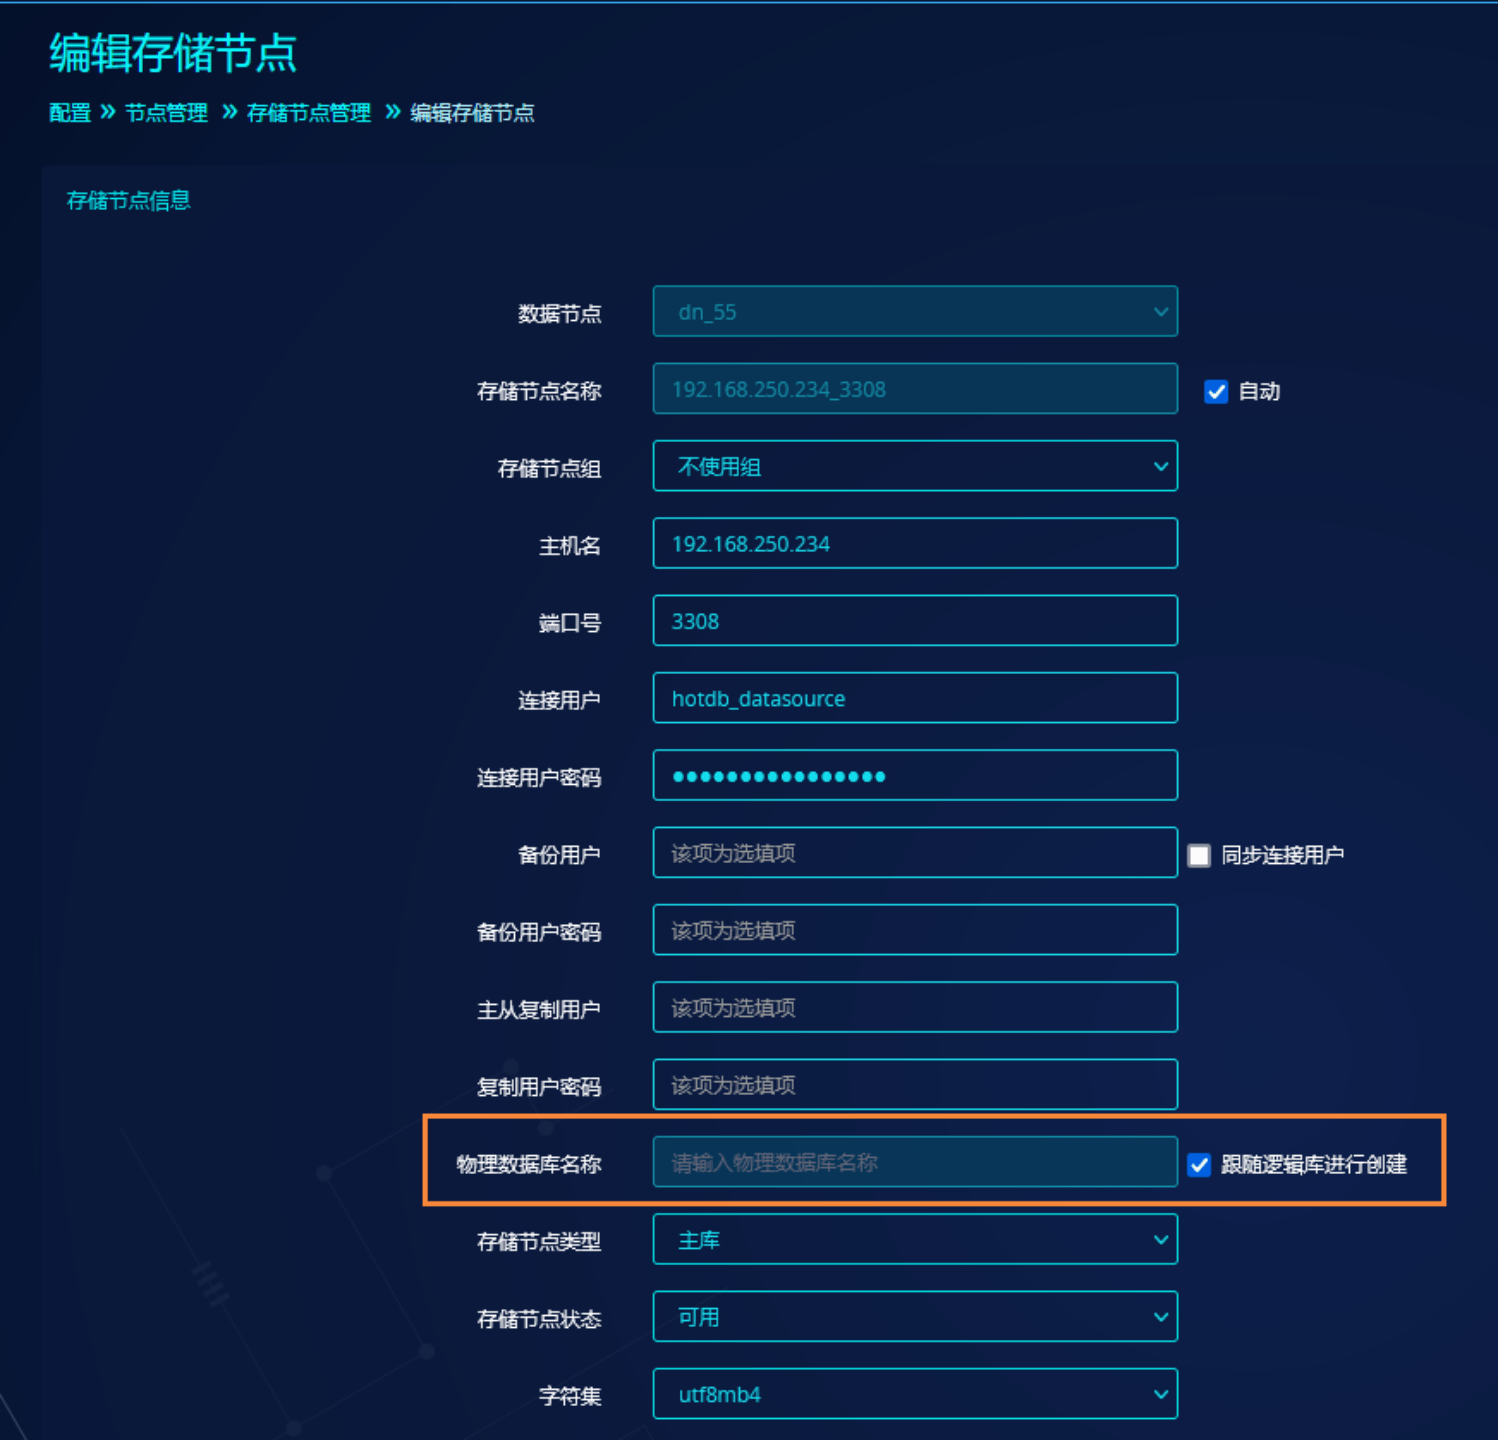 编辑存储节点
配置 » 节点管理 » 存储节点管理 » 编辑存储节点
存储节点信息
数据节点 dn_55
存储节点名称 192.168.250.234_3308 自动
存储节点组 不使用组
主机名 192.168.250.234
端口号 3308
连接用户 hotdb_datasource
连接用户密码 ●●●●●●●●●●●●●●●●
备份用户 该项为选填项 同步连接用户
备份用户密码 该项为选填项
主从复制用户 该项为选填项
复制用户密码 该项为选填项
物理数据库名称 请输入物理数据库名称 跟随逻辑库进行创建
存储节点类型 主库
存储节点状态 可用
字符集 utf8mb4